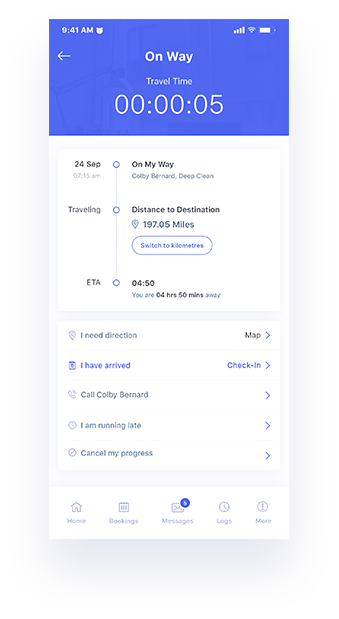 9:41 AM
On Way
Travel Time
00:00:05
24 Sep
On My Way
07:15 am
Colby Bernard, Deep Clean
Traveling
Distance to Destination
197.05 Miles
Switch to kilometres
ETA
04:50
You are 04 hrs 50 mins away
I need direction
Map
I have arrived
Check-In
Call Colby Bernard
I am running late
Cancel my progress
5
Home
Bookings
Messages
Logs
More